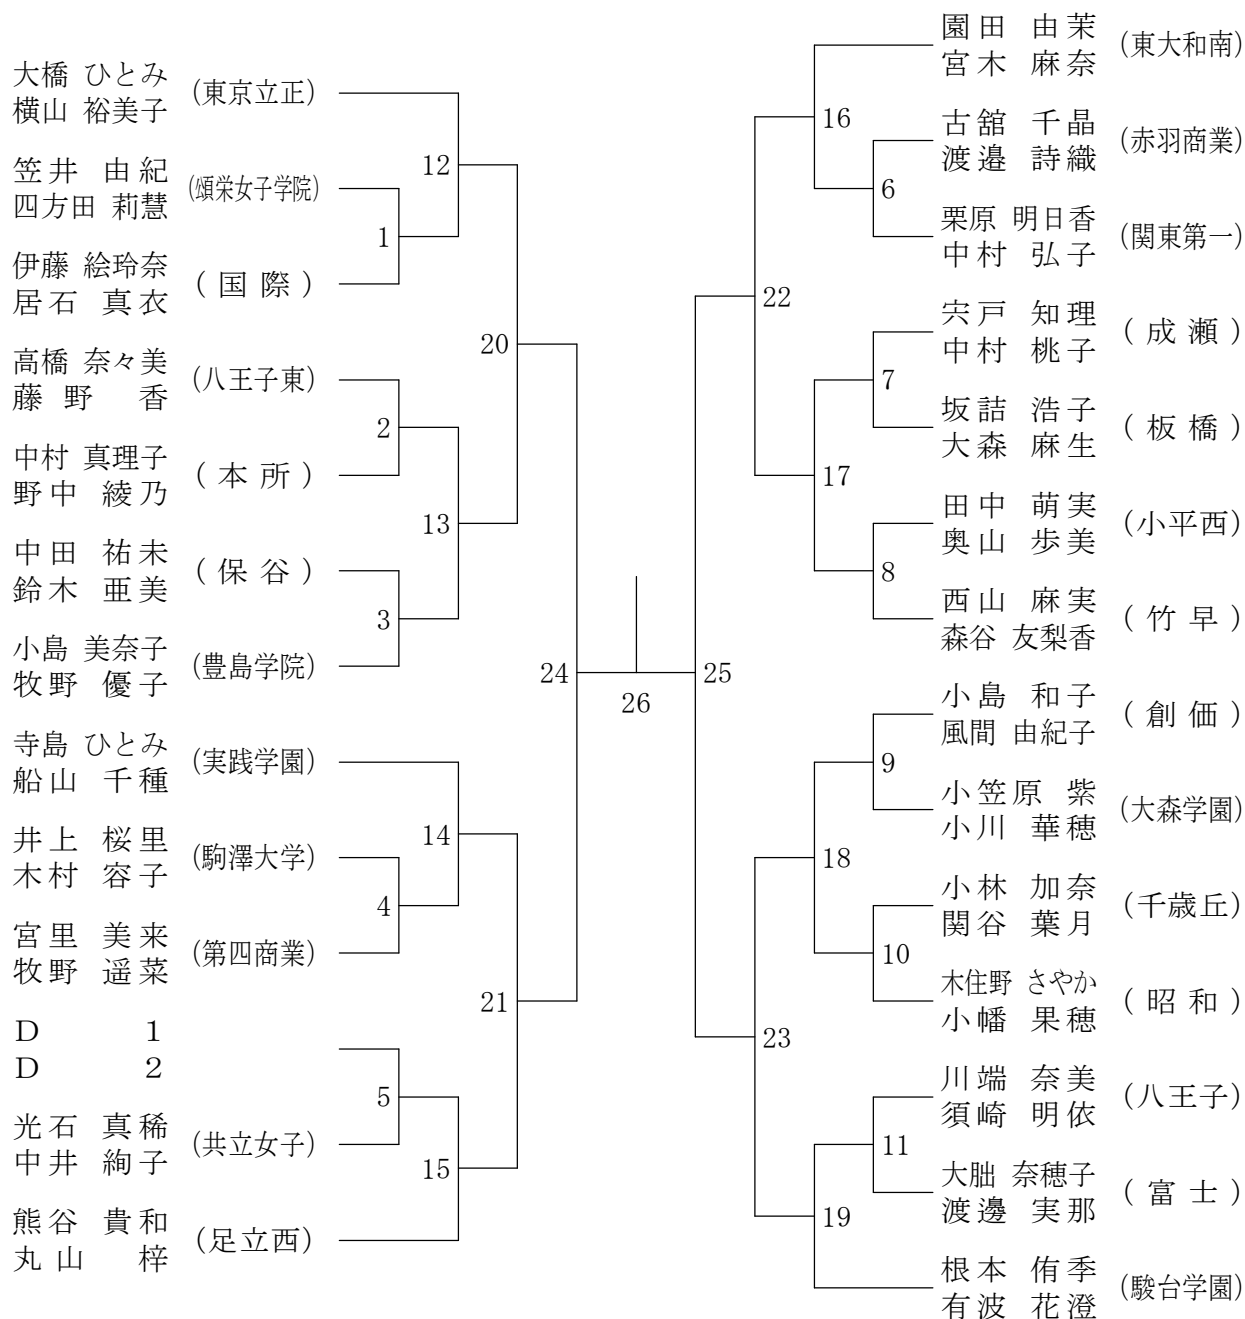 大橋 ひとみ
横山 裕美子
(東京立正)
笠井 由紀
四方田 莉慧
(頌栄女子学院)
伊藤 絵玲奈
居石 真衣
(国際)
高橋 奈々美
藤野 香
(八王子東)
中村 真理子
野中 綾乃
(本所)
中田 祐未
鈴木 亜美
(保谷)
小島 美奈子
牧野 優子
(豊島学院)
寺島 ひとみ
船山 千種
(実践学園)
井上 桜里
木村 容子
(駒澤大学)
宮里 美来
牧野 遥菜
(第四商業)
D 1
D 2
光石 真稀
中井 絢子
(共立女子)
熊谷 貴和
丸山 梓
(足立西)
12
1
20
2
13
3
24
14
4
21
5
15
26
25
16
6
22
7
17
8
9
18
10
23
11
19
園田 由茉
宮木 麻奈
(東大和南)
古舘 千晶
渡邉 詩織
(赤羽商業)
栗原 明日香
中村 弘子
(関東第一)
宍戸 知理
中村 桃子
(成瀬)
坂詰 浩子
大森 麻生
(板橋)
田中 萌実
奥山 歩美
(小平西)
西山 麻実
森谷 友梨香
(竹早)
小島 和子
風間 由紀子
(創価)
小笠原 紫
小川 華穂
(大森学園)
小林 加奈
関谷 葉月
(千歳丘)
木住野 さやか
小幡 果穂
(昭和)
川端 奈美
須崎 明依
(八王子)
大朏 奈穂子
渡邊 実那
(富士)
根本 侑季
有波 花澄
(駿台学園)